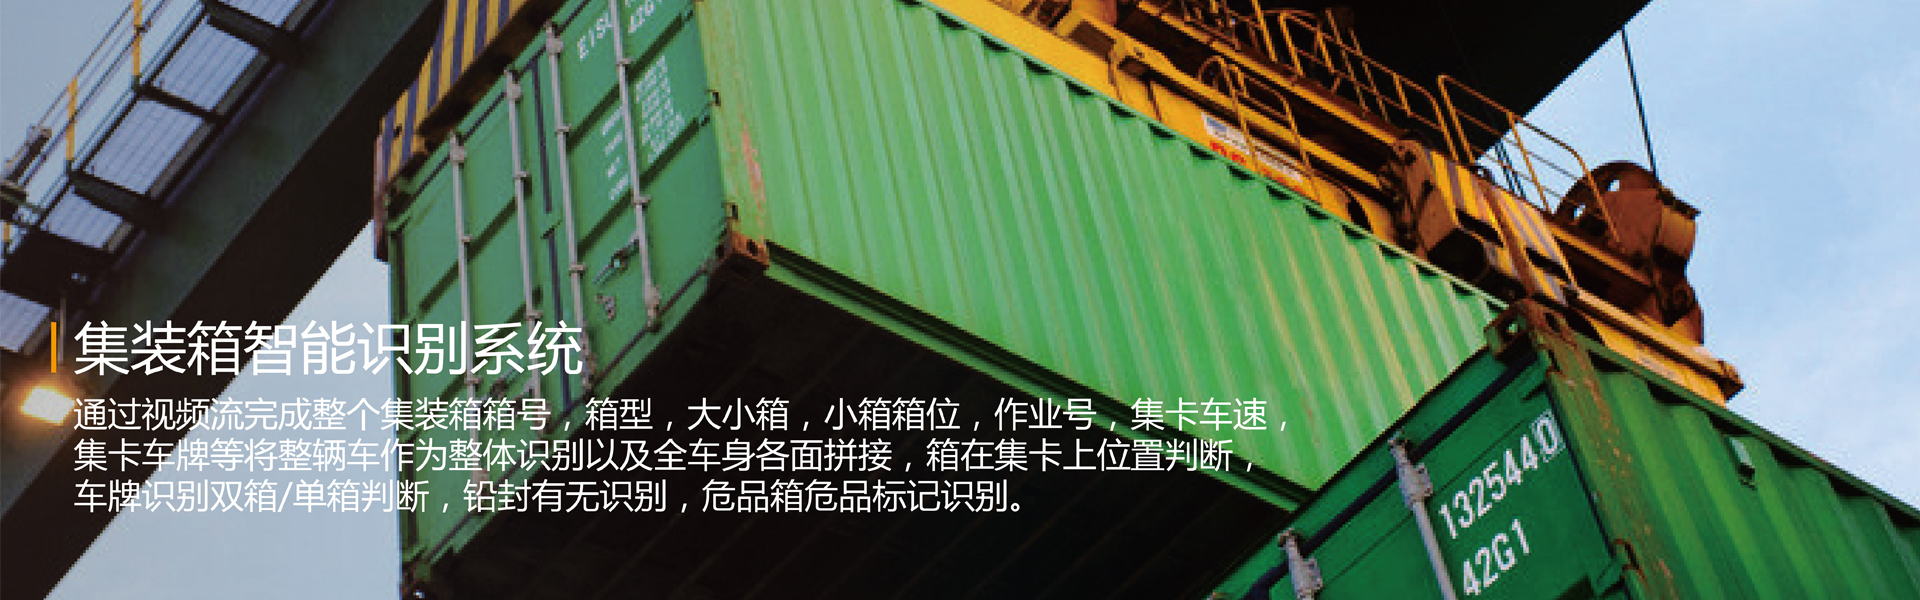 42G1
集装箱智能识别系统
通过视频流完成整个集装箱箱号，箱型，大小箱，小箱箱位，作业号，集卡车速，
集卡车牌等将整辆车作为整体识别以及全车身各面拼接，箱在集卡上位置判断，
车牌识别双箱/单箱判断，铅封有无识别，危品箱危品标记识别。
132544 0
42G1